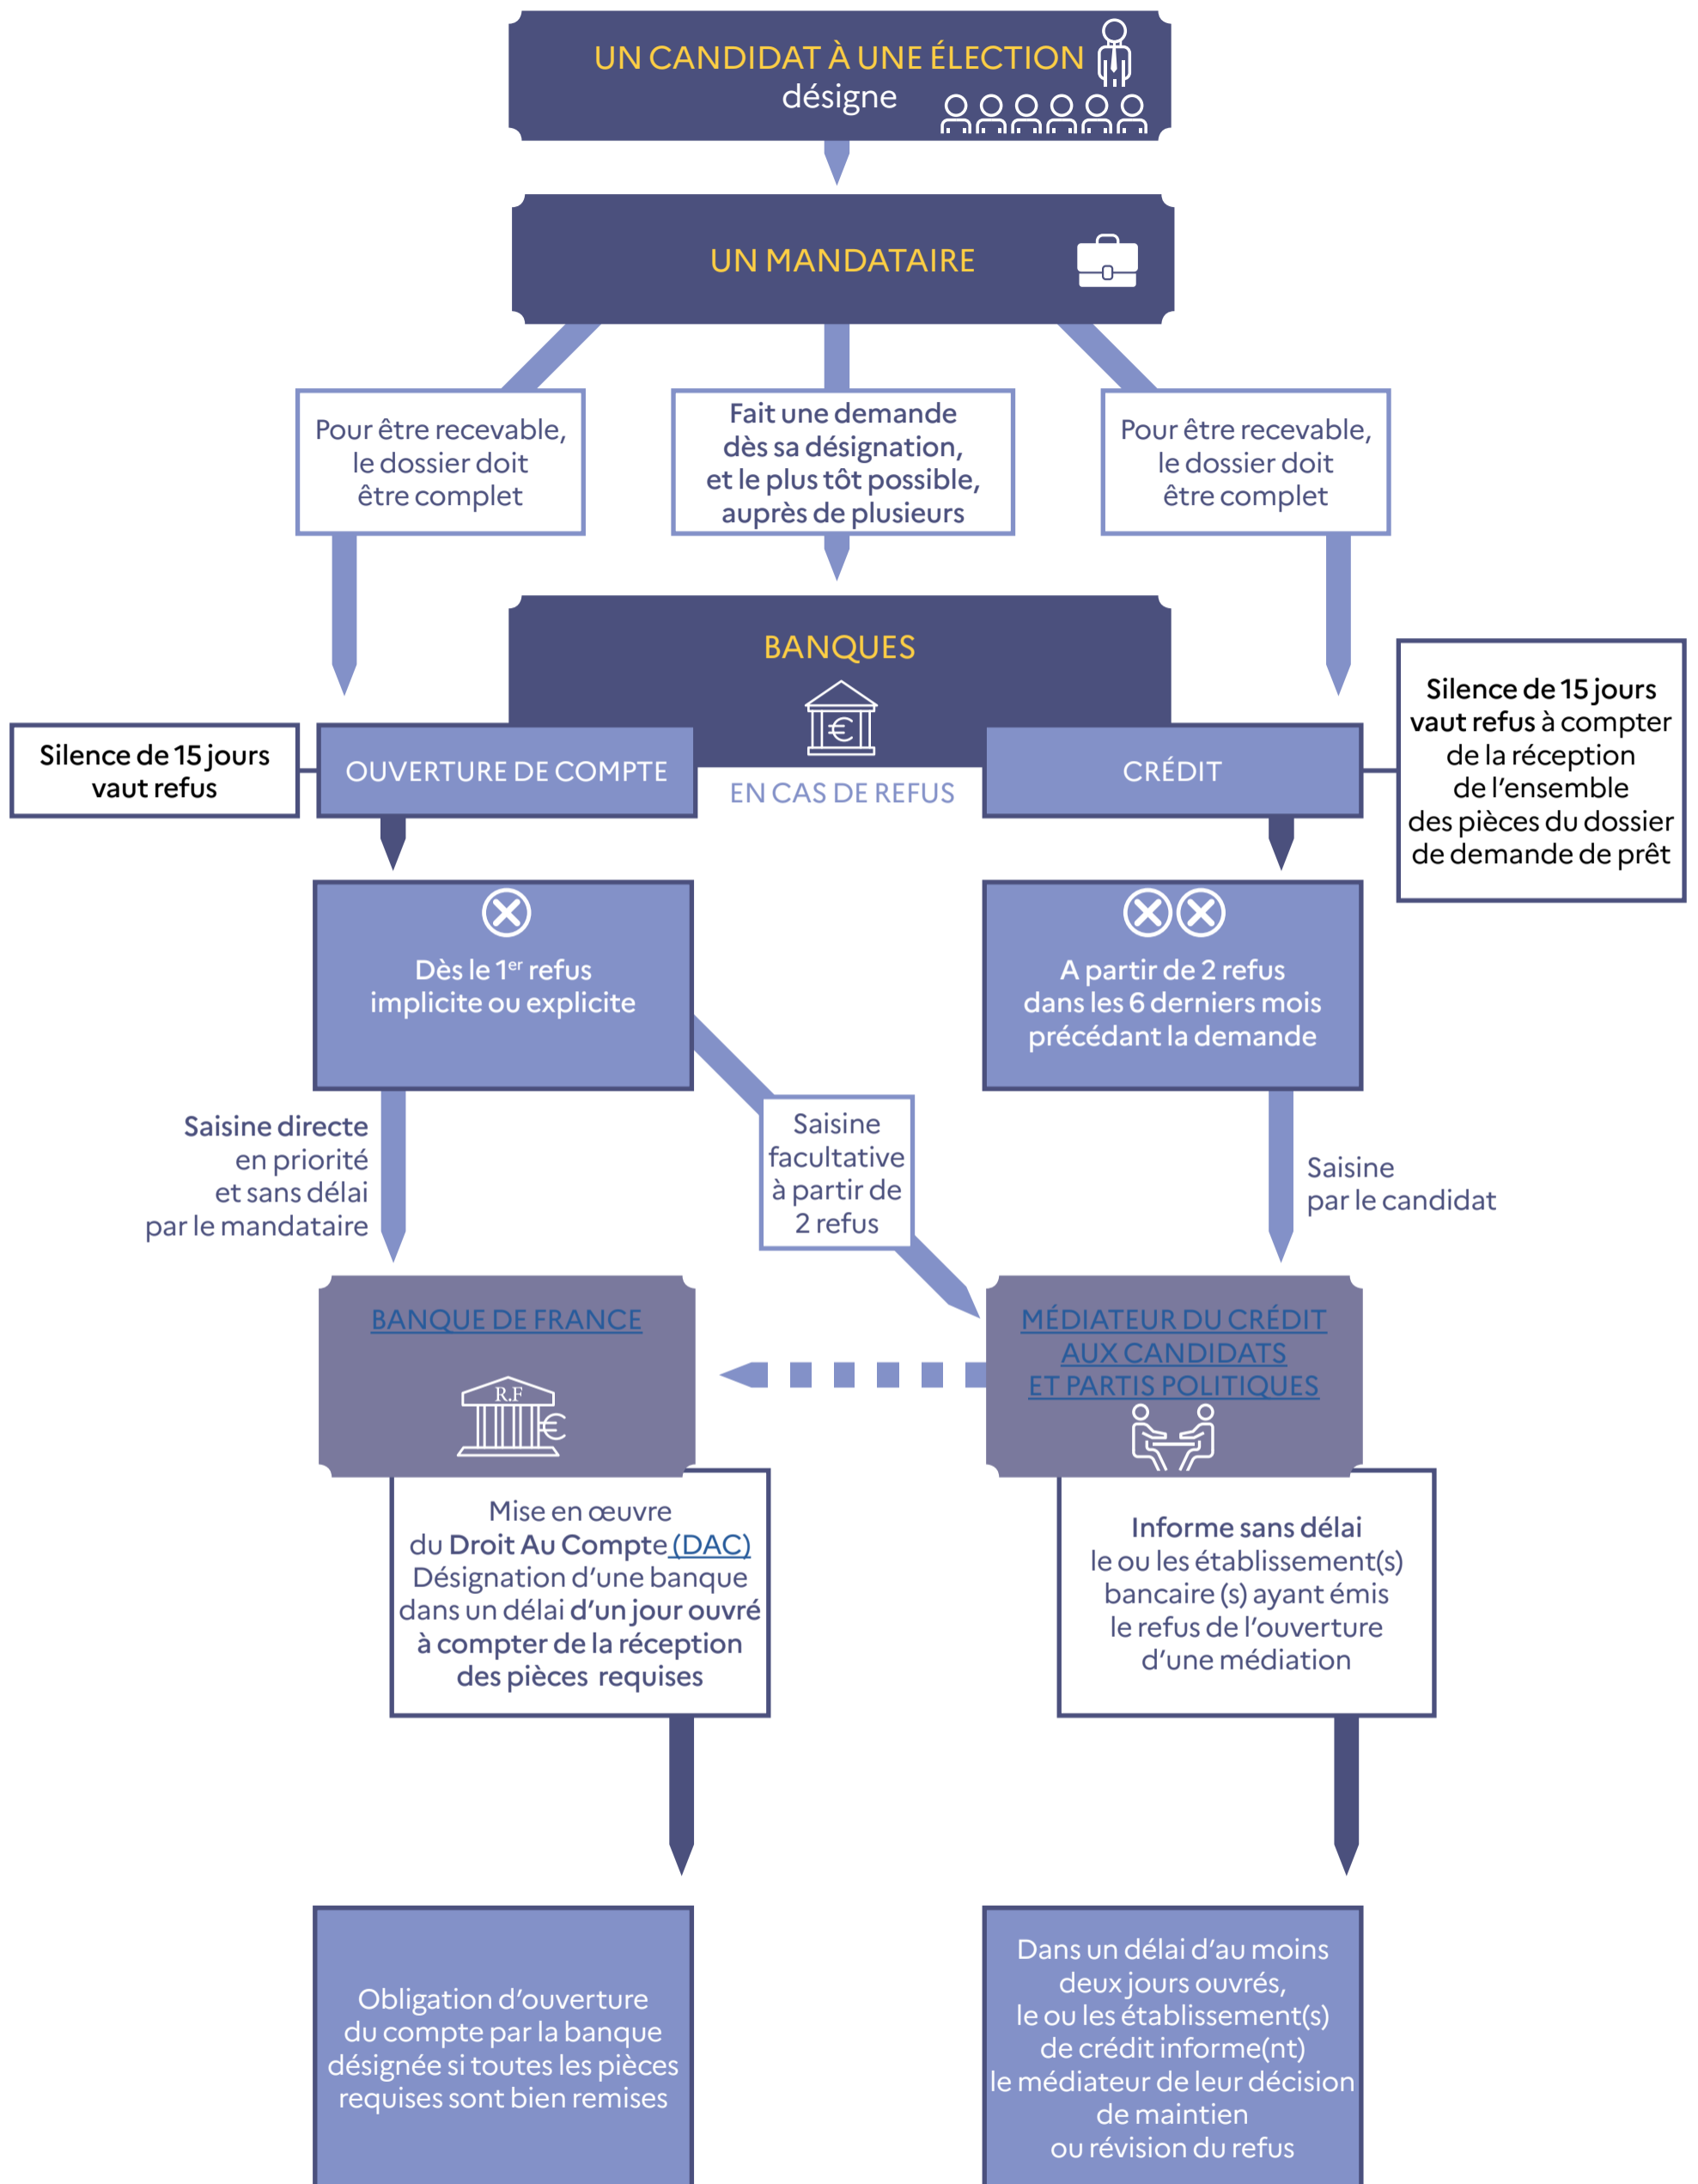 UN CANDIDAT À UNE ÉLECTION
désigne
UN MANDATAIRE
Pour être recevable,
le dossier doit
être complet
Fait une demande
dès sa désignation,
et le plus tôt possible,
auprès de plusieurs
Pour être recevable,
le dossier doit
être complet
BANQUES
€
Silence de 15 jours
vaut refus
OUVERTURE DE COMPTE
EN CAS DE REFUS
CRÉDIT
Silence de 15 jours
vaut refus à compter
de la réception
de l’ensemble
des pièces du dossier
de demande de prêt
Dès le 1er refus
implicite ou explicite
A partir de 2 refus
dans les 6 derniers mois
précédant la demande
Saisine directe
en priorité
et sans délai
par le mandataire
Saisine
facultative
à partir de
2 refus
Saisine
par le candidat
BANQUE DE FRANCE
R.F
€
MÉDIATEUR DU CRÉDIT
AUX CANDIDATS
ET PARTIS POLITIQUES
Mise en œuvre
du Droit Au Compte (DAC)
Désignation d’une banque
dans un délai d’un jour ouvré
à compter de la réception
des pièces requises
Informe sans délai
le ou les établissement(s)
bancaire (s) ayant émis
le refus de l’ouverture
d’une médiation
Obligation d’ouverture
du compte par la banque
désignée si toutes les pièces
requises sont bien remises
Dans un délai d’au moins
deux jours ouvrés,
le ou les établissement(s)
de crédit informe(nt)
le médiateur de leur décision
de maintien
ou révision du refus